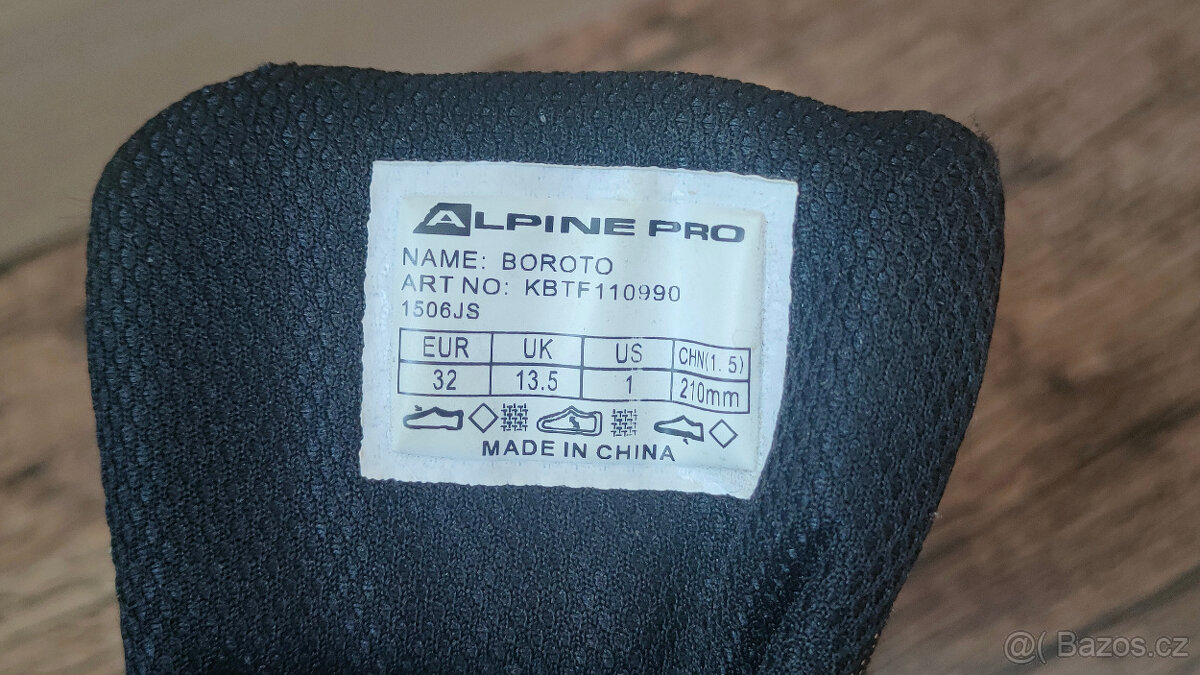 ALPINE PRO
NAME: BOROTO
ART NO: KBTF110990
1506JS
EUR UK US CHN(1.5)
32 13.5 1 210mm
MADE IN CHINA
@( Bazos.cz